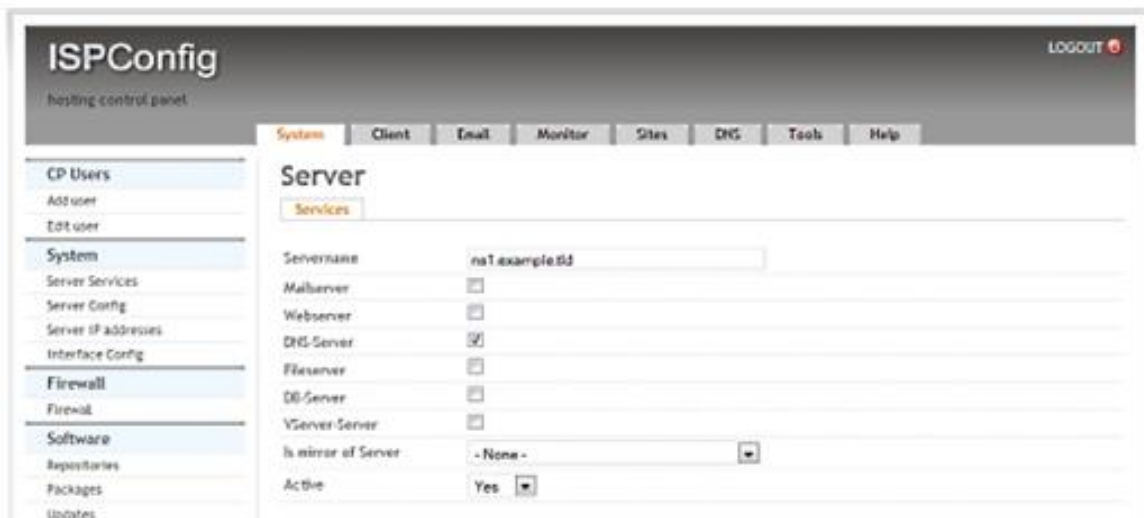 ISPConfig
LOGOUT
hosting control panel
System Client Email Monitor Sites DNS Tools Help
CP Users
Add user
Edit user
System
Server Services
Server Config
Server IP addresses
Interface Config
Firewall
Firewall
Software
Repositories
Packages
Updates
Server
Services
Servername ns1.example.tld
Mailserver
Webserver
DNS-Server
Fileserver
DB-Server
VServer-Server
Is mirror of Server - None -
Active Yes